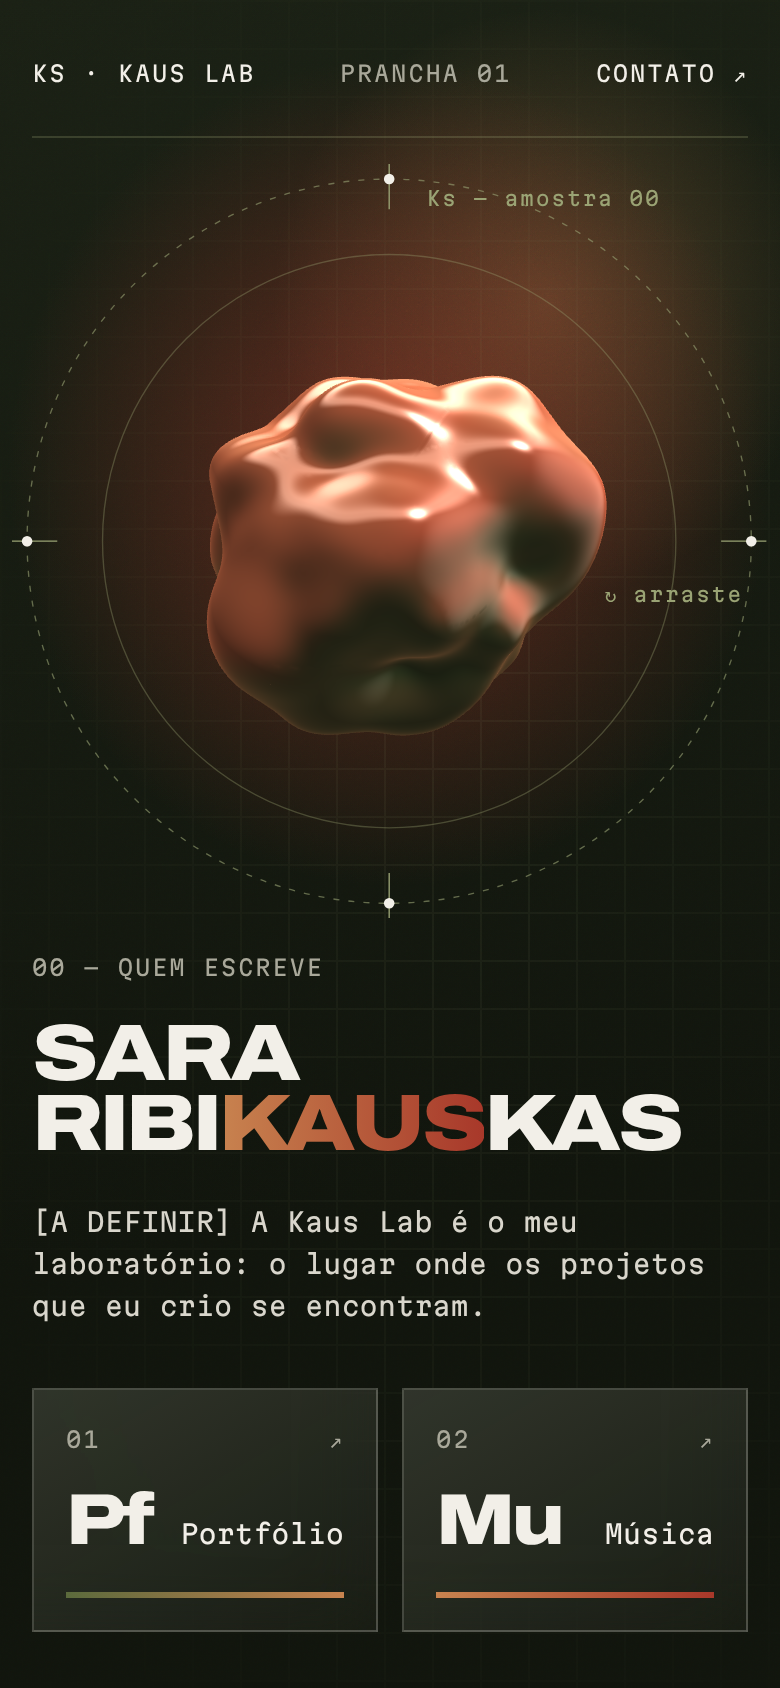 KS · KAUS LAB PRANCHA 01 CONTATO ↗
Ks — amostra 00
↻ arraste
00 — QUEM ESCREVE
SARA
RIBIKAUSKAS
[A DEFINIR] A Kaus Lab é o meu
laboratório: o lugar onde os projetos
que eu crio se encontram.
01 ↗
Pf Portfólio
02 ↗
Mu Música